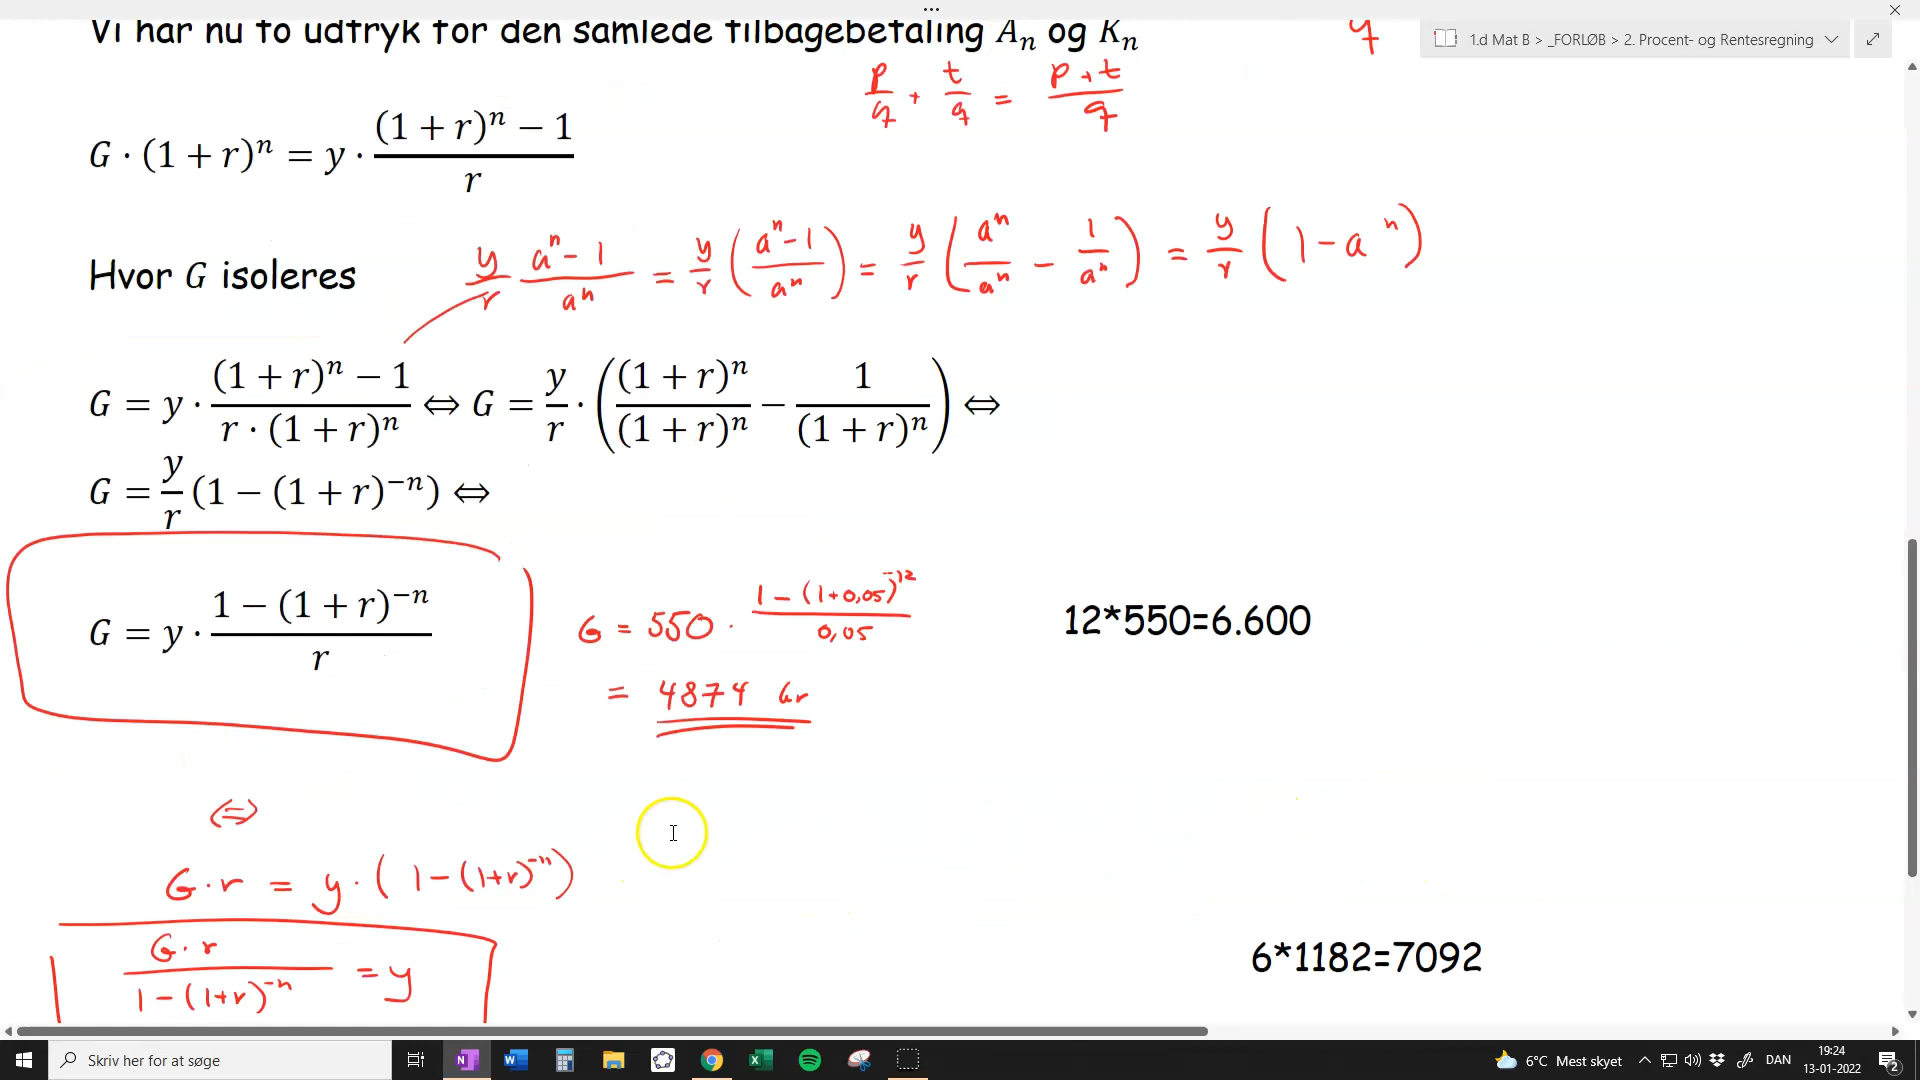 Vi har nu to udtryk for den samlede tilbagebetaling Aₙ og Kₙ
q
1.d Mat B > _FORLØB > 2. Procent- og Rentesregning
p/q + t/q = (p+t)/q
G · (1 + r)ⁿ = y · ((1 + r)ⁿ − 1)/r
Hvor G isoleres
y/r (aⁿ − 1)/aⁿ = y/r ((aⁿ − 1)/aⁿ) = y/r (aⁿ/aⁿ − 1/aⁿ) = y/r (1 − a ⁿ)
G = y · ((1 + r)ⁿ − 1)/(r · (1 + r)ⁿ) ⇔ G = y/r · ((1 + r)ⁿ/(1 + r)ⁿ − 1/(1 + r)ⁿ) ⇔
G = y/r (1 − (1 + r)⁻ⁿ) ⇔
G = y · (1 − (1 + r)⁻ⁿ)/r
G = 550 · (1 − (1+0,05)⁻¹²)/0,05
12*550=6.600
= 4874 kr
⇔
G · r = y · (1 − (1+r)⁻ⁿ)
(G · r)/(1 − (1+r)⁻ⁿ) = y
6*1182=7092
Skriv her for at søge
6°C Mest skyet
DAN
19:24
13-01-2022
2